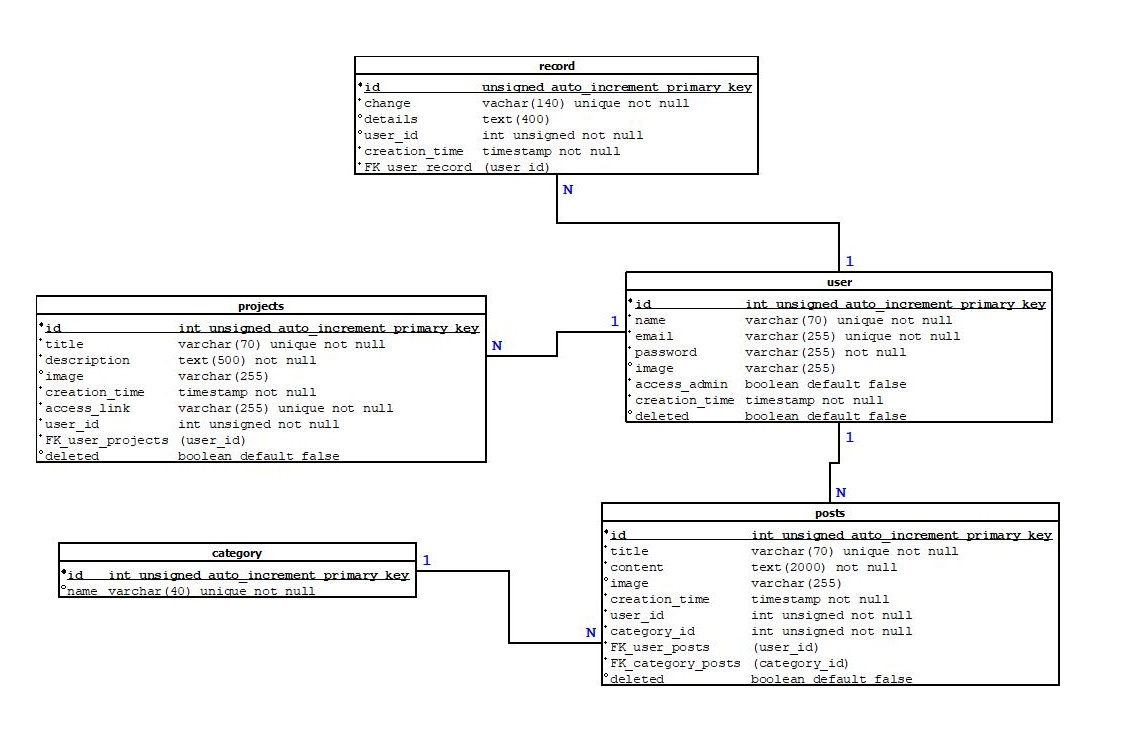 record
id unsigned auto_increment primary key
change vachar(140) unique not null
details text(400)
user_id int unsigned not null
creation_time timestamp not null
FK_user_record (user_id)
N
1
user
id int unsigned auto_increment primary key
name varchar(70) unique not null
email varchar(255) unique not null
password varchar(255) not null
image varchar(255)
access_admin boolean default false
creation_time timestamp not null
deleted boolean default false
projects
id int unsigned auto_increment primary key
title varchar(70) unique not null
description text(500) not null
image varchar(255)
creation_time timestamp not null
access_link varchar(255) unique not null
user_id int unsigned not null
FK_user_projects (user_id)
deleted boolean default false
1
N
1
N
posts
id int unsigned auto_increment primary key
title varchar(70) unique not null
content text(2000) not null
image varchar(255)
creation_time timestamp not null
user_id int unsigned not null
category_id int unsigned not null
FK_user_posts (user_id)
FK_category_posts (category_id)
deleted boolean default false
category
id int unsigned auto_increment primary key
name varchar(40) unique not null
1
N